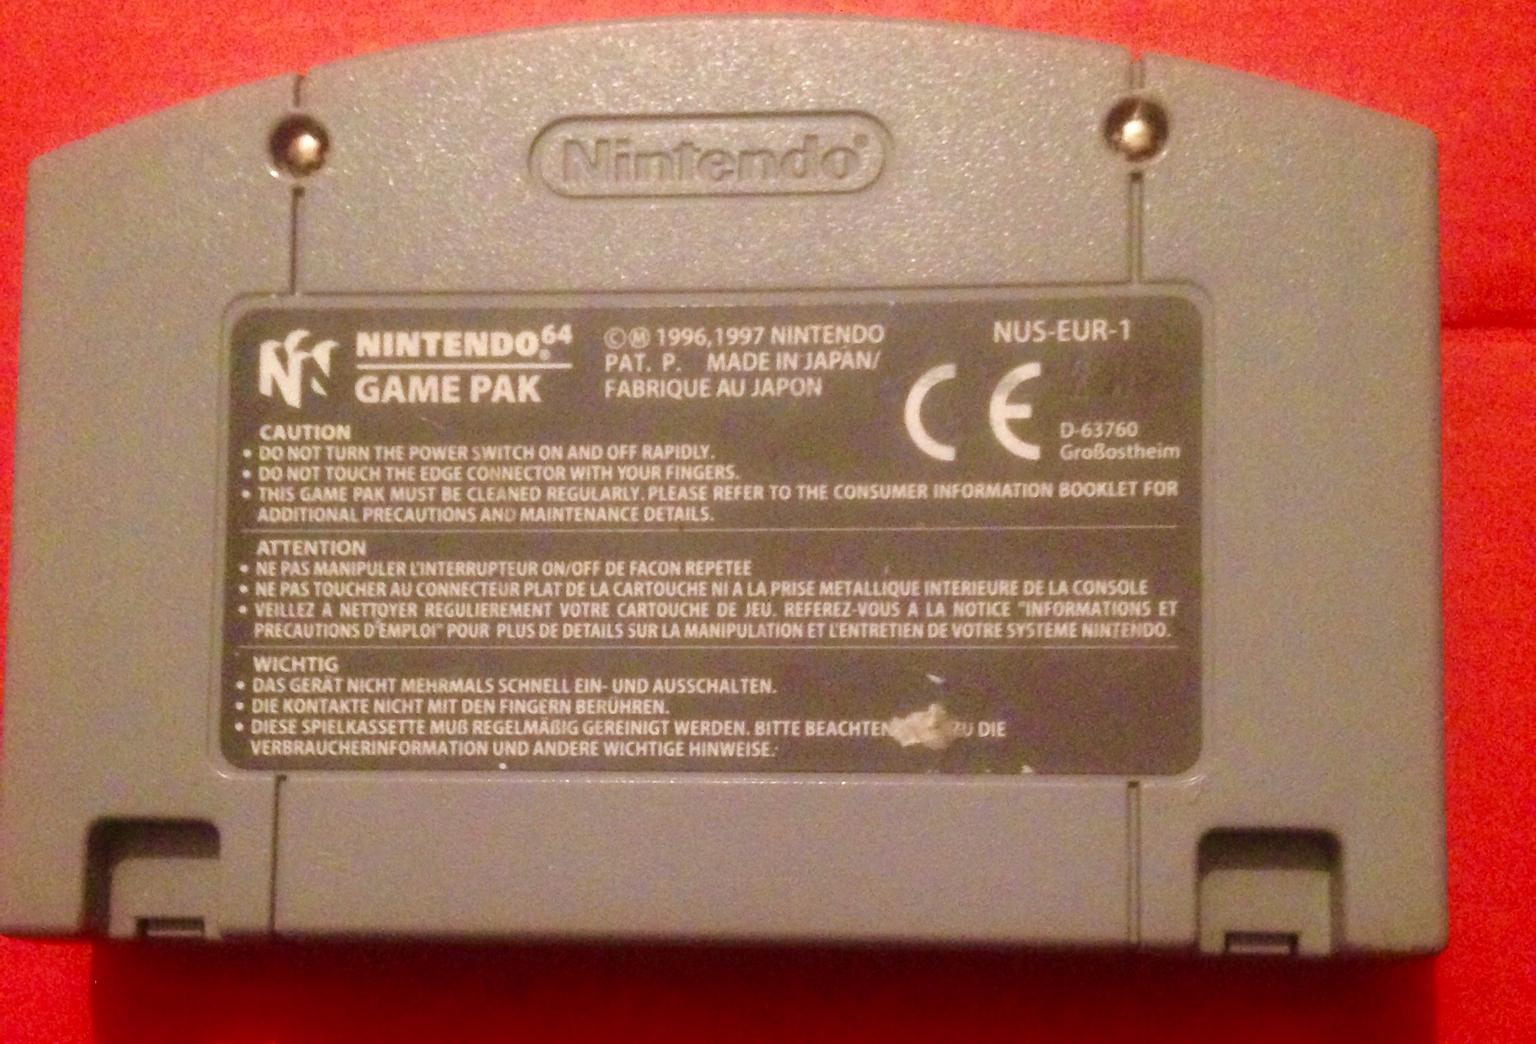 Nintendo®
NINTENDO®64
GAME PAK
©Ⓜ 1996,1997 NINTENDO
PAT. P. MADE IN JAPAN/
FABRIQUE AU JAPON
NUS-EUR-1
CE
D-63760
Großostheim
CAUTION
• DO NOT TURN THE POWER SWITCH ON AND OFF RAPIDLY.
• DO NOT TOUCH THE EDGE CONNECTOR WITH YOUR FINGERS.
• THIS GAME PAK MUST BE CLEANED REGULARLY. PLEASE REFER TO THE CONSUMER INFORMATION BOOKLET FOR
ADDITIONAL PRECAUTIONS AND MAINTENANCE DETAILS.
ATTENTION
• NE PAS MANIPULER L'INTERRUPTEUR ON/OFF DE FACON REPETEE
• NE PAS TOUCHER AU CONNECTEUR PLAT DE LA CARTOUCHE NI A LA PRISE METALLIQUE INTERIEURE DE LA CONSOLE
• VEILLEZ A NETTOYER REGULIEREMENT VOTRE CARTOUCHE DE JEU. REFEREZ-VOUS A LA NOTICE "INFORMATIONS ET
PRECAUTIONS D'EMPLOI" POUR PLUS DE DETAILS SUR LA MANIPULATION ET L'ENTRETIEN DE VOTRE SYSTEME NINTENDO.
WICHTIG
• DAS GERÄT NICHT MEHRMALS SCHNELL EIN- UND AUSSCHALTEN.
• DIE KONTAKTE NICHT MIT DEN FINGERN BERÜHREN.
• DIESE SPIELKASSETTE MUß REGELMÄßIG GEREINIGT WERDEN. BITTE BEACHTEN ZU DIE
VERBRAUCHERINFORMATION UND ANDERE WICHTIGE HINWEISE.